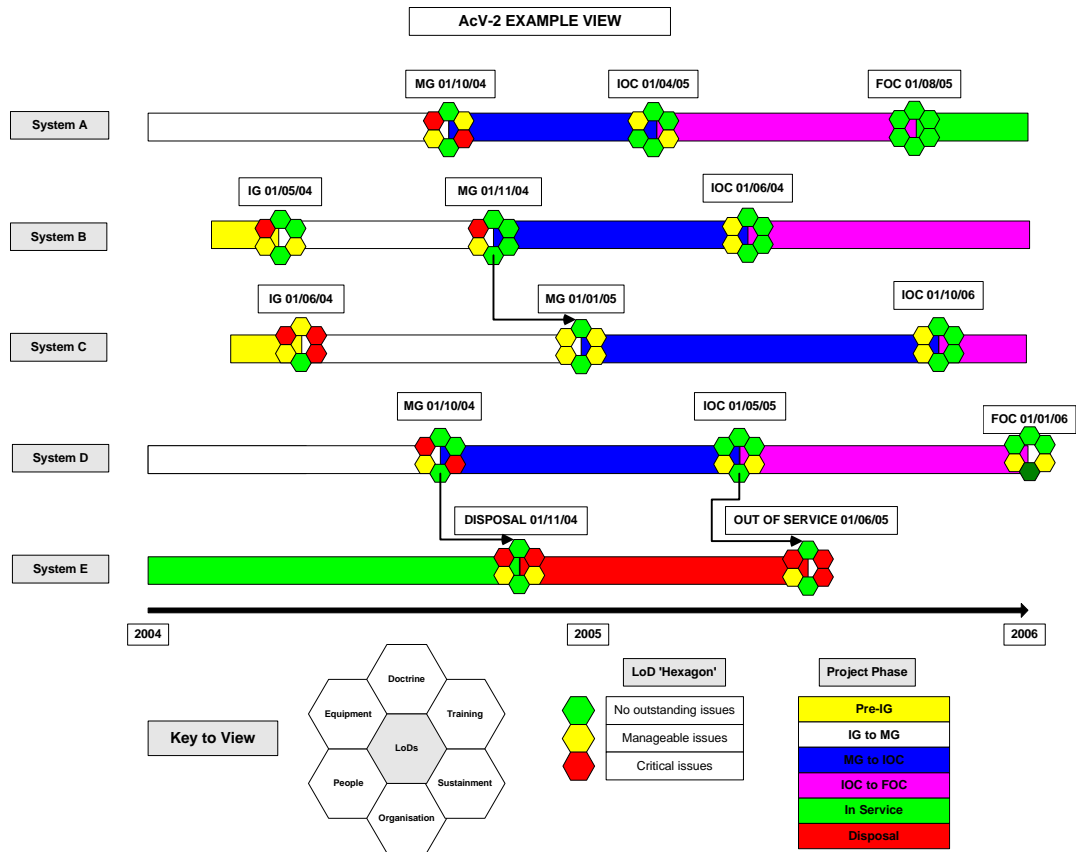 AcV-2 EXAMPLE VIEW
MG 01/10/04
IOC 01/04/05
FOC 01/08/05
System A
IG 01/05/04
MG 01/11/04
IOC 01/06/04
System B
IG 01/06/04
MG 01/01/05
IOC 01/10/06
System C
MG 01/10/04
IOC 01/05/05
FOC 01/01/06
System D
DISPOSAL 01/11/04
OUT OF SERVICE 01/06/05
System E
2004
2005
2006
Key to View
Doctrine
Equipment
Training
LoDs
People
Sustainment
Organisation
LoD 'Hexagon'
No outstanding issues
Manageable issues
Critical issues
Project Phase
Pre-IG
IG to MG
MG to IOC
IOC to FOC
In Service
Disposal